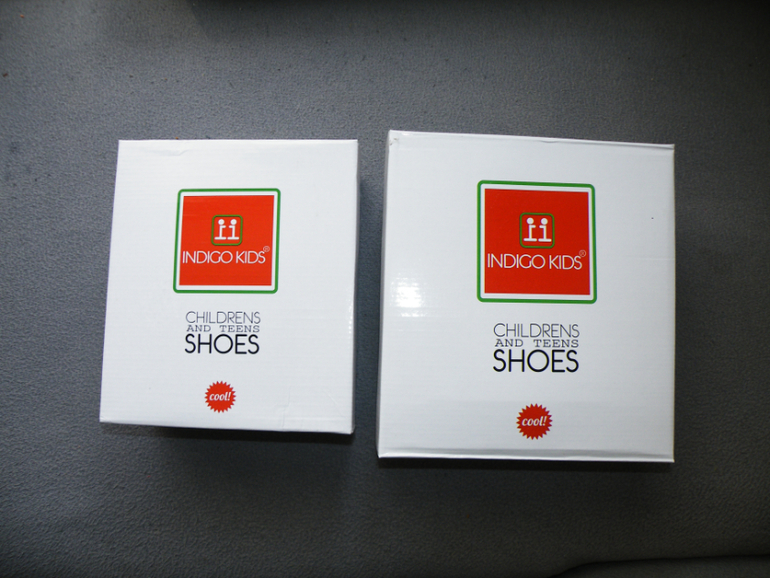 INDIGO KIDS®
CHILDRENS
AND TEENS
SHOES
cool!
INDIGO KIDS®
CHILDRENS
AND TEENS
SHOES
cool!